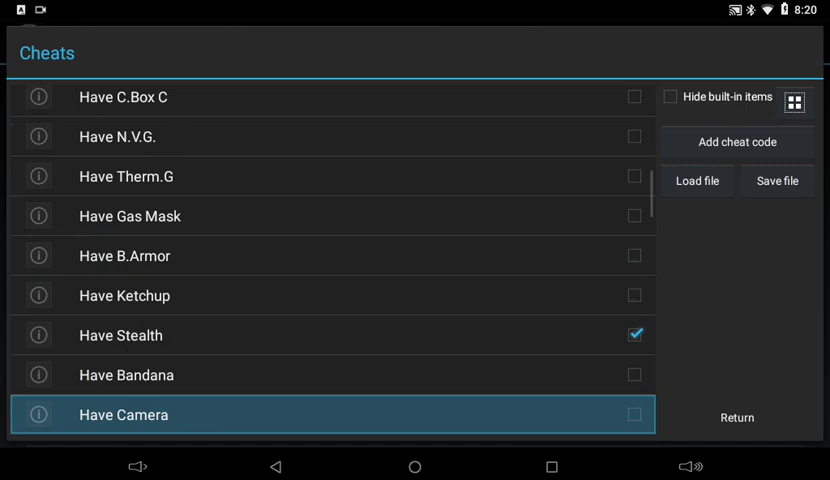 8:20
Cheats
Have C.Box C
Have N.V.G.
Have Therm.G
Have Gas Mask
Have B.Armor
Have Ketchup
Have Stealth
Have Bandana
Have Camera
Hide built-in items
Add cheat code
Load file
Save file
Return